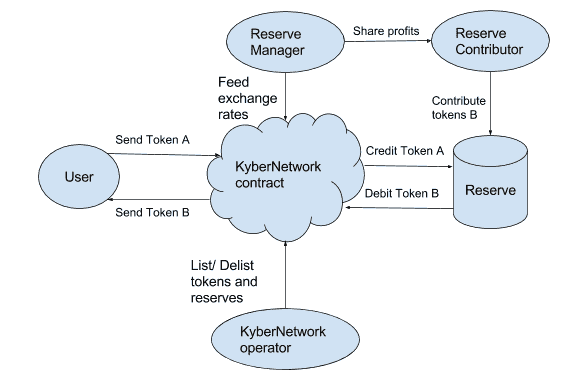 Reserve
Manager
Share profits
Reserve
Contributor
Feed
exchange
rates
Contribute
tokens B
Send Token A
KyberNetwork
contract
Credit Token A
User
Debit Token B
Reserve
Send Token B
List/ Delist
tokens and
reserves
KyberNetwork
operator